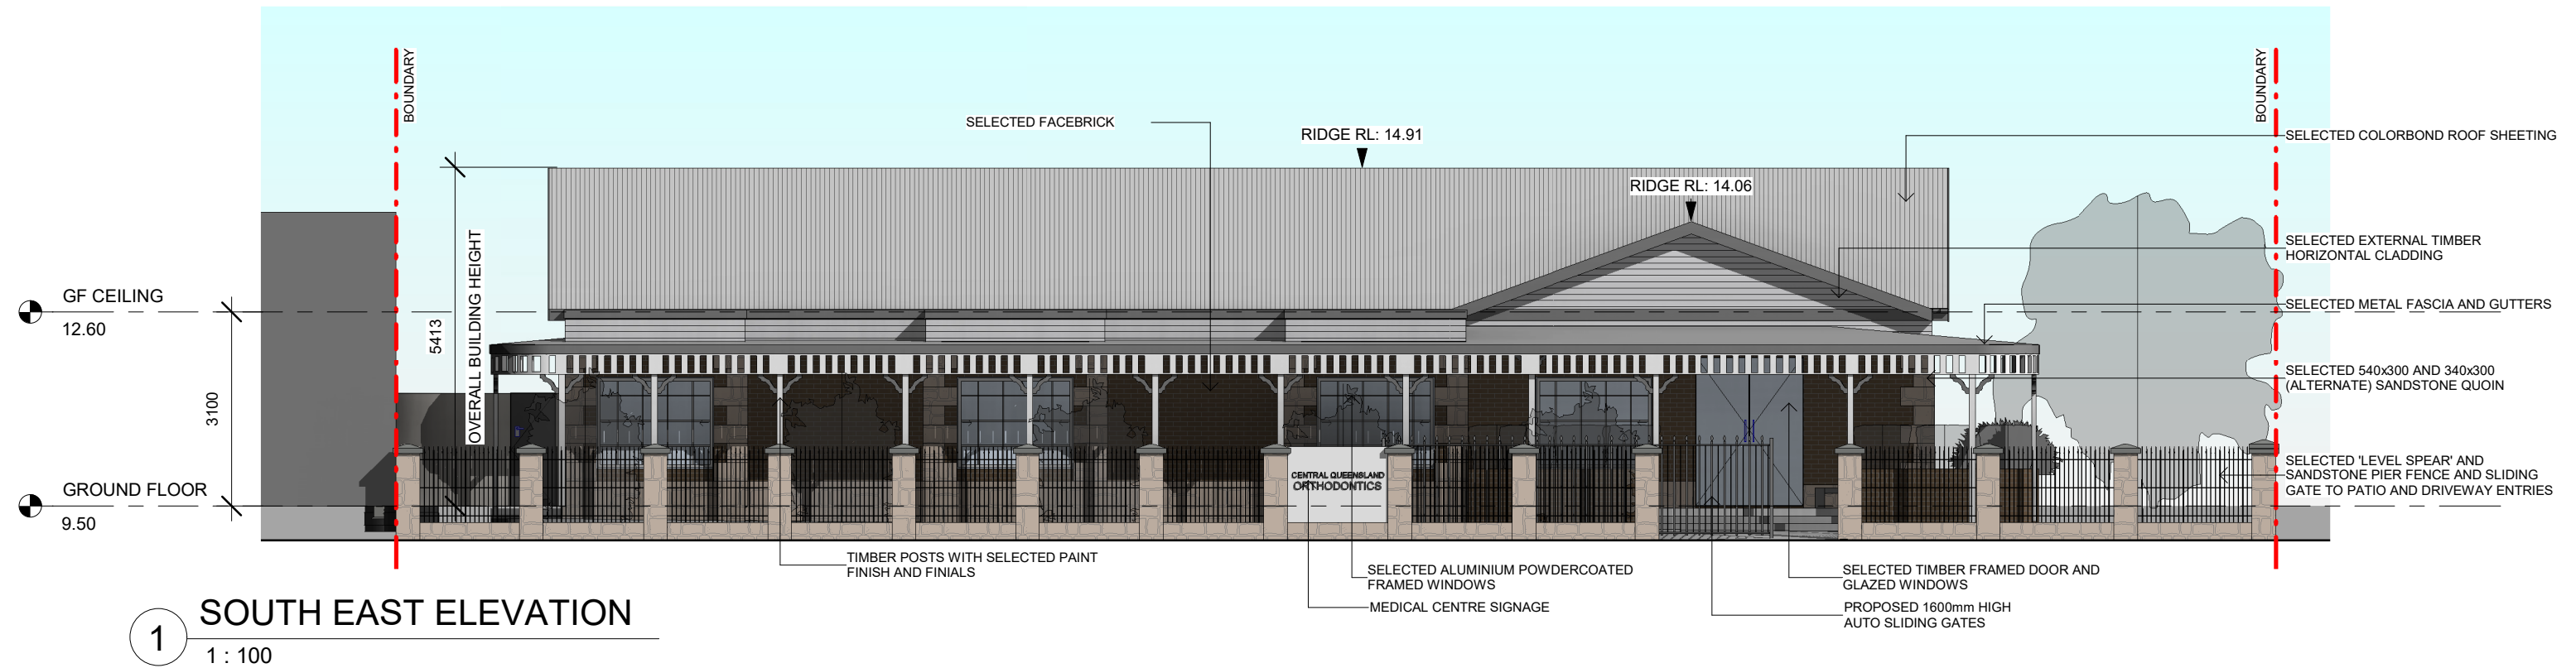 BOUNDARY
BOUNDARY
SELECTED FACEBRICK
RIDGE RL: 14.91
SELECTED COLORBOND ROOF SHEETING
RIDGE RL: 14.06
SELECTED EXTERNAL TIMBER
HORIZONTAL CLADDING
GF CEILING
12.60
SELECTED METAL FASCIA AND GUTTERS
5413
OVERALL BUILDING HEIGHT
3100
SELECTED 540x300 AND 340x300
(ALTERNATE) SANDSTONE QUOIN
GROUND FLOOR
9.50
CENTRAL QUEENSLAND
ORTHODONTICS
SELECTED 'LEVEL SPEAR' AND
SANDSTONE PIER FENCE AND SLIDING
GATE TO PATIO AND DRIVEWAY ENTRIES
TIMBER POSTS WITH SELECTED PAINT
FINISH AND FINIALS
SELECTED ALUMINIUM POWDERCOATED
FRAMED WINDOWS
MEDICAL CENTRE SIGNAGE
SELECTED TIMBER FRAMED DOOR AND
GLAZED WINDOWS
PROPOSED 1600mm HIGH
AUTO SLIDING GATES
1
SOUTH EAST ELEVATION
1 : 100